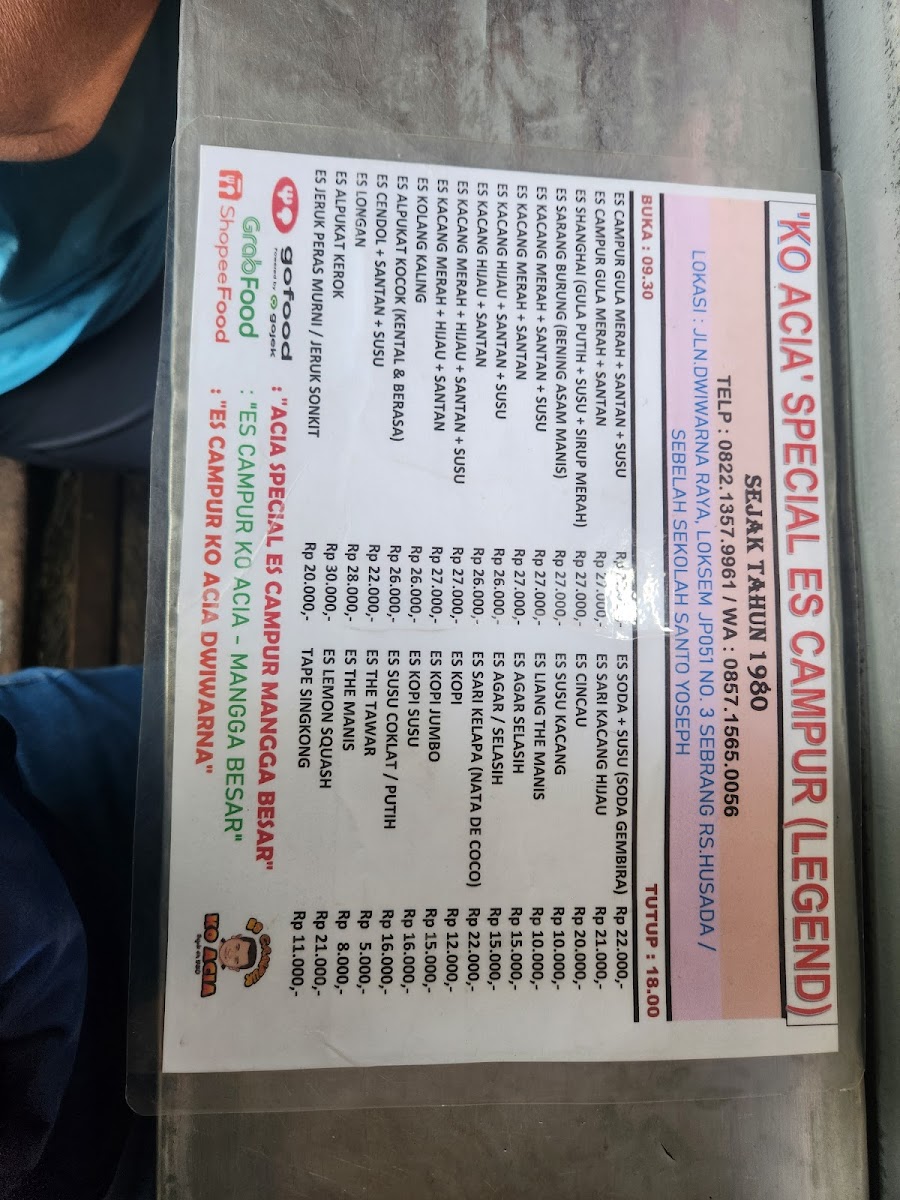 'KO ACIA' SPECIAL ES CAMPUR (LEGEND)
SEJAK TAHUN 1980
TELP : 0822.1357.9961 / WA : 0857.1565.0056
LOKASI : JLN.DWIWARNA RAYA, LOKSEM JP051 NO. 3 SEBRANG RS.HUSADA /
SEBELAH SEKOLAH SANTO YOSEPH
BUKA : 09.30 TUTUP : 18.00
ES CAMPUR GULA MERAH + SANTAN + SUSU Rp ES SODA + SUSU (SODA GEMBIRA) Rp 22.000,-
ES CAMPUR GULA MERAH + SANTAN Rp 27.000,- ES SARI KACANG HIJAU Rp 21.000,-
ES SHANGHAI (GULA PUTIH + SUSU + SIRUP MERAH) Rp 27.000,- ES CINCAU Rp 20.000,-
ES SARANG BURUNG (BENING ASAM MANIS) Rp 27.000,- ES SUSU KACANG Rp 10.000,-
ES KACANG MERAH + SANTAN + SUSU Rp 27.000,- ES LIANG THE MANIS Rp 10.000,-
ES KACANG MERAH + SANTAN Rp 27.000,- ES AGAR SELASIH Rp 15.000,-
ES KACANG HIJAU + SANTAN + SUSU Rp 26.000,- ES AGAR / SELASIH Rp 15.000,-
ES KACANG HIJAU + SANTAN Rp 26.000,- ES SARI KELAPA (NATA DE COCO) Rp 22.000,-
ES KACANG MERAH + HIJAU + SANTAN + SUSU Rp 27.000,- ES KOPI Rp 12.000,-
ES KACANG MERAH + HIJAU + SANTAN Rp 27.000,- ES KOPI JUMBO Rp 15.000,-
ES KOLANG KALING Rp 26.000,- ES KOPI SUSU Rp 16.000,-
ES ALPUKAT KOCOK (KENTAL & BERASA) Rp 26.000,- ES SUSU COKLAT / PUTIH Rp 16.000,-
ES CENDOL + SANTAN + SUSU Rp 22.000,- ES THE TAWAR Rp 5.000,-
ES LONGAN Rp 28.000,- ES THE MANIS Rp 8.000,-
ES ALPUKAT KEROK Rp 30.000,- ES LEMON SQUASH Rp 21.000,-
ES JERUK PERAS MURNI / JERUK SONKIT Rp 20.000,- TAPE SINGKONG Rp 11.000,-
gofood : "ACIA SPECIAL ES CAMPUR MANGGA BESAR"
Powered by gojek
GrabFood : "ES CAMPUR KO ACIA - MANGGA BESAR"
ShopeeFood : "ES CAMPUR KO ACIA DWIWARNA"
KO ACIA